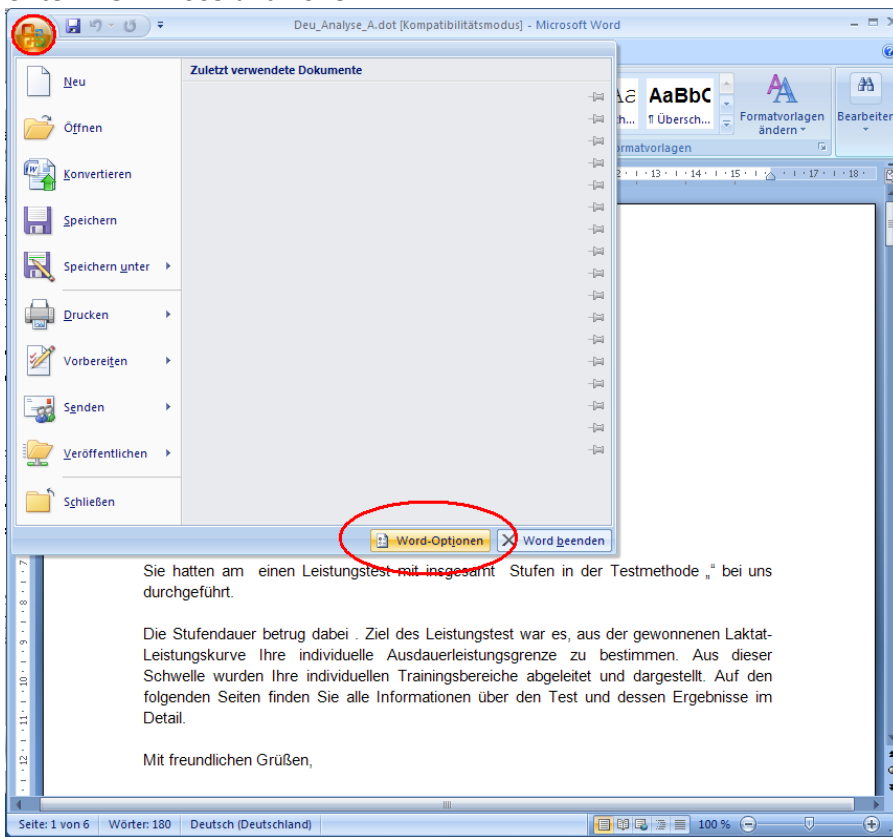 Deu_Analyse_A.dot [Kompatibilitätsmodus] - Microsoft Word
Neu
Zuletzt verwendete Dokumente
Öffnen
Konvertieren
Speichern
Speichern unter
Drucken
Vorbereiten
Senden
Veröffentlichen
Schließen
Word-Optionen
Word beenden
AaBbC
¶ Übersch...
Formatvorlagen ändern
Bearbeiten
13 · 14 · 15 · 17 · 18
Sie hatten am einen Leistungstest mit insgesamt Stufen in der Testmethode „“ bei uns
durchgeführt.
Die Stufendauer betrug dabei . Ziel des Leistungstest war es, aus der gewonnenen Laktat-
Leistungskurve Ihre individuelle Ausdauerleistungsgrenze zu bestimmen. Aus dieser
Schwelle wurden Ihre individuellen Trainingsbereiche abgeleitet und dargestellt. Auf den
folgenden Seiten finden Sie alle Informationen über den Test und dessen Ergebnisse im
Detail.
Mit freundlichen Grüßen,
Seite: 1 von 6 Wörter: 180 Deutsch (Deutschland) 100 %